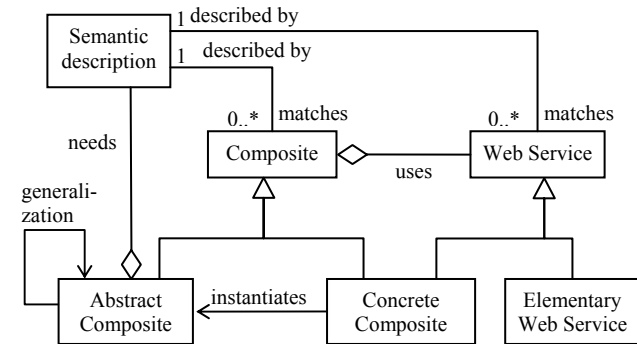 Semantic
description
1 described by
1 described by
0..* matches
0..* matches
needs
Composite
Web Service
uses
generali-
zation
Abstract
Composite
instantiates
Concrete
Composite
Elementary
Web Service